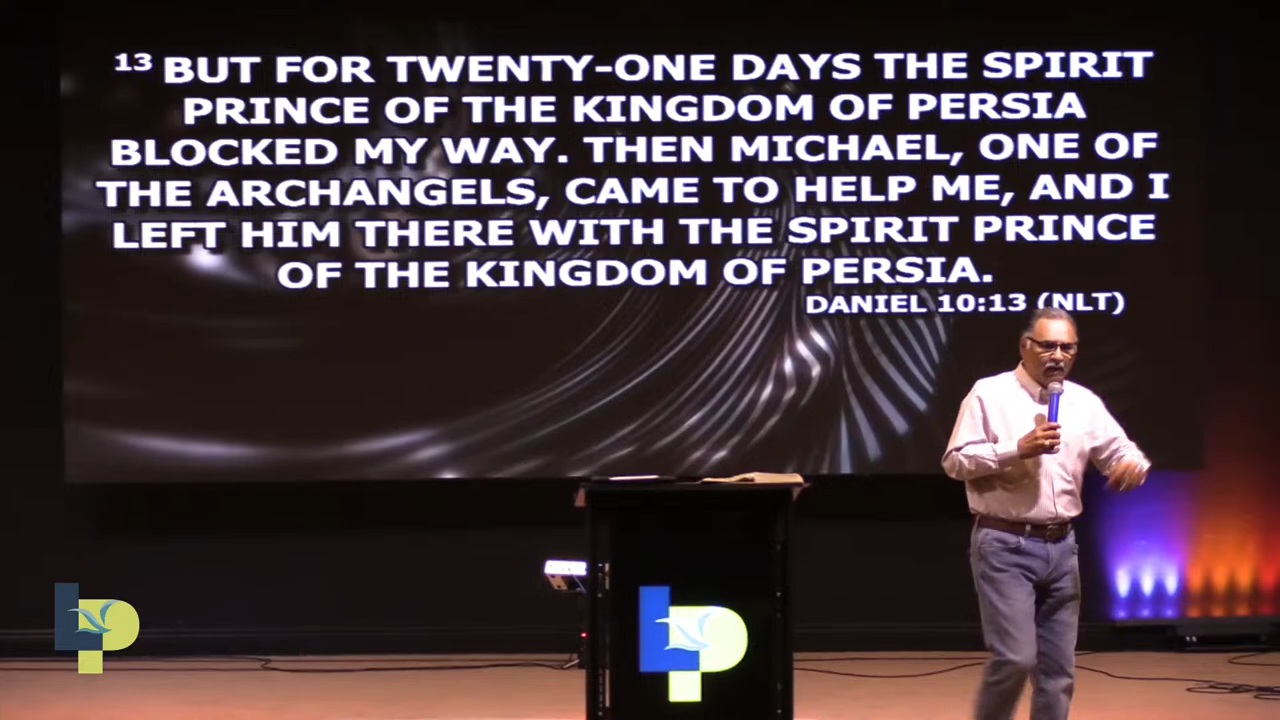 13 BUT FOR TWENTY-ONE DAYS THE SPIRIT
PRINCE OF THE KINGDOM OF PERSIA
BLOCKED MY WAY. THEN MICHAEL, ONE OF
THE ARCHANGELS, CAME TO HELP ME, AND I
LEFT HIM THERE WITH THE SPIRIT PRINCE
OF THE KINGDOM OF PERSIA.
DANIEL 10:13 (NLT)
LP
LP